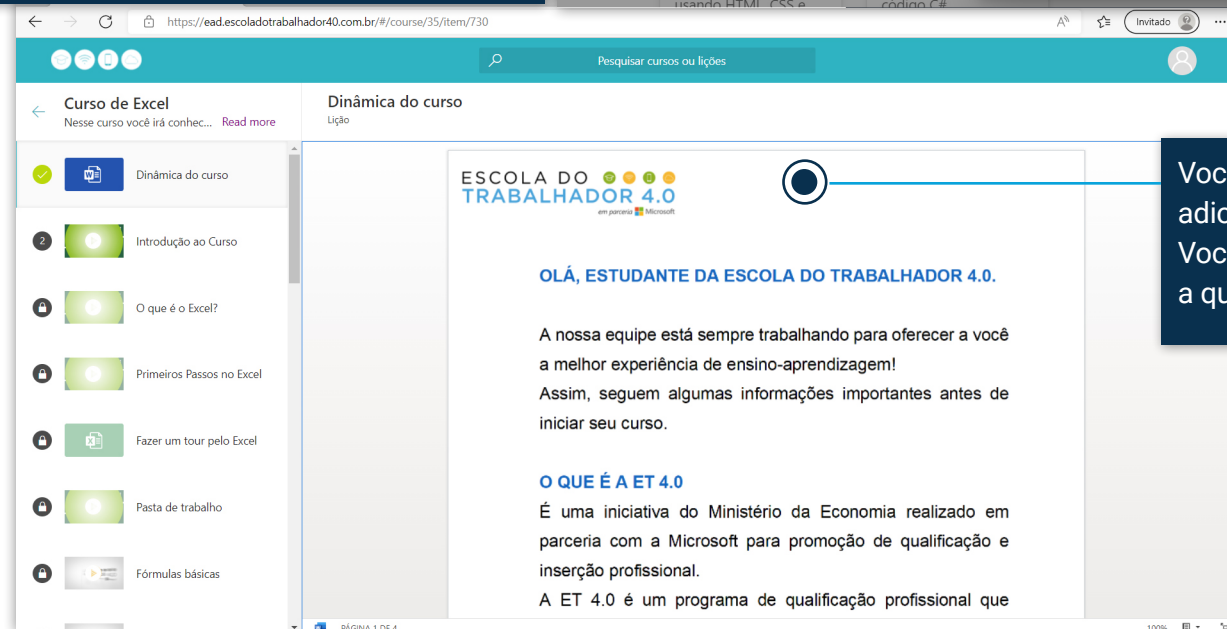 usando HTML, CSS e
código C#
https://ead.escoladotrabalhador40.com.br/#/course/35/item/730
Invitado
Pesquisar cursos ou lições
Curso de Excel
Nesse curso você irá conhec... Read more
Dinâmica do curso
Lição
Dinâmica do curso
2
Introdução ao Curso
O que é o Excel?
Primeiros Passos no Excel
Fazer um tour pelo Excel
Pasta de trabalho
Fórmulas básicas
ESCOLA DO
TRABALHADOR 4.0
em parceria Microsoft
OLÁ, ESTUDANTE DA ESCOLA DO TRABALHADOR 4.0.
A nossa equipe está sempre trabalhando para oferecer a você
a melhor experiência de ensino-aprendizagem!
Assim, seguem algumas informações importantes antes de
iniciar seu curso.
O QUE É A ET 4.0
É uma iniciativa do Ministério da Economia realizado em
parceria com a Microsoft para promoção de qualificação e
inserção profissional.
A ET 4.0 é um programa de qualificação profissional que
PÁGINA 1 DE 4
100%
Voc
adic
Voc
a qu